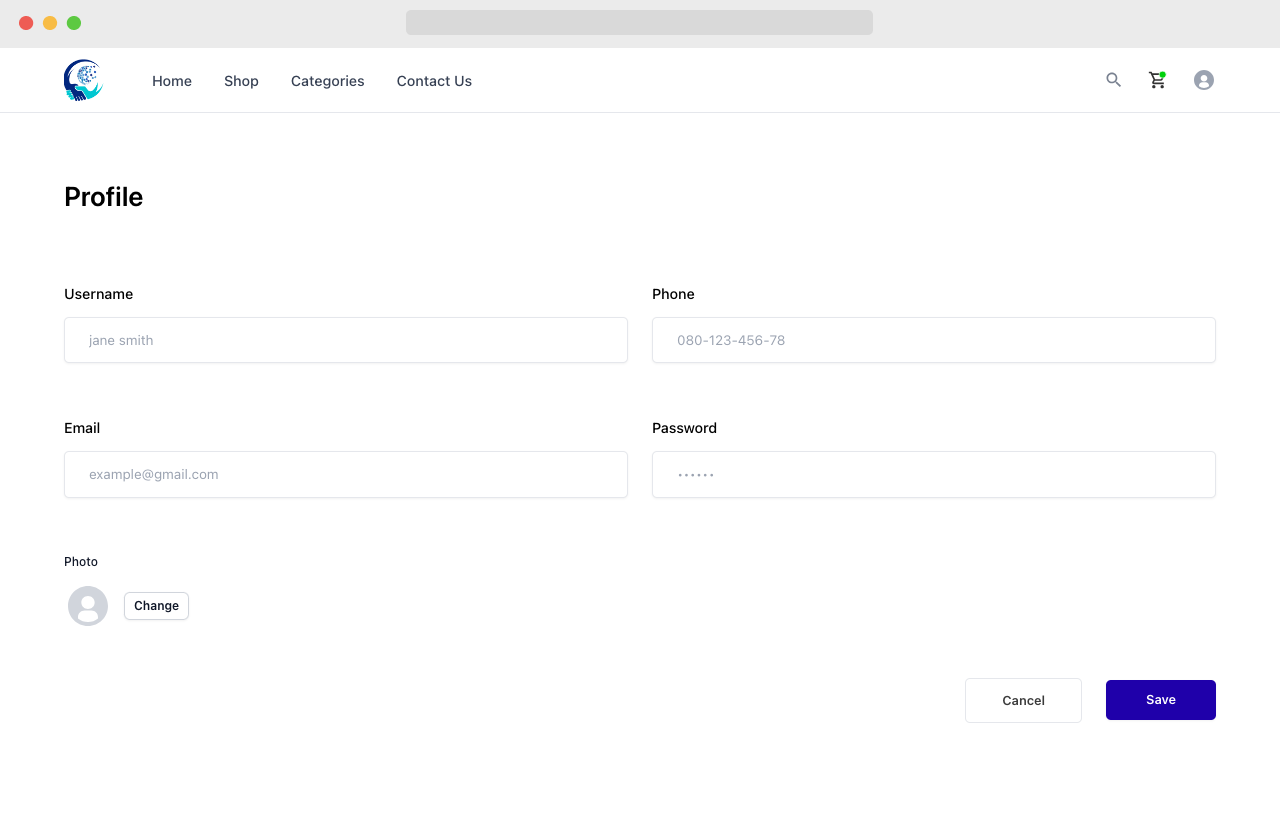 Home Shop Categories Contact Us
Profile
Username Phone
jane smith 080-123-456-78
Email Password
example@gmail.com ······
Photo
Change
Cancel Save